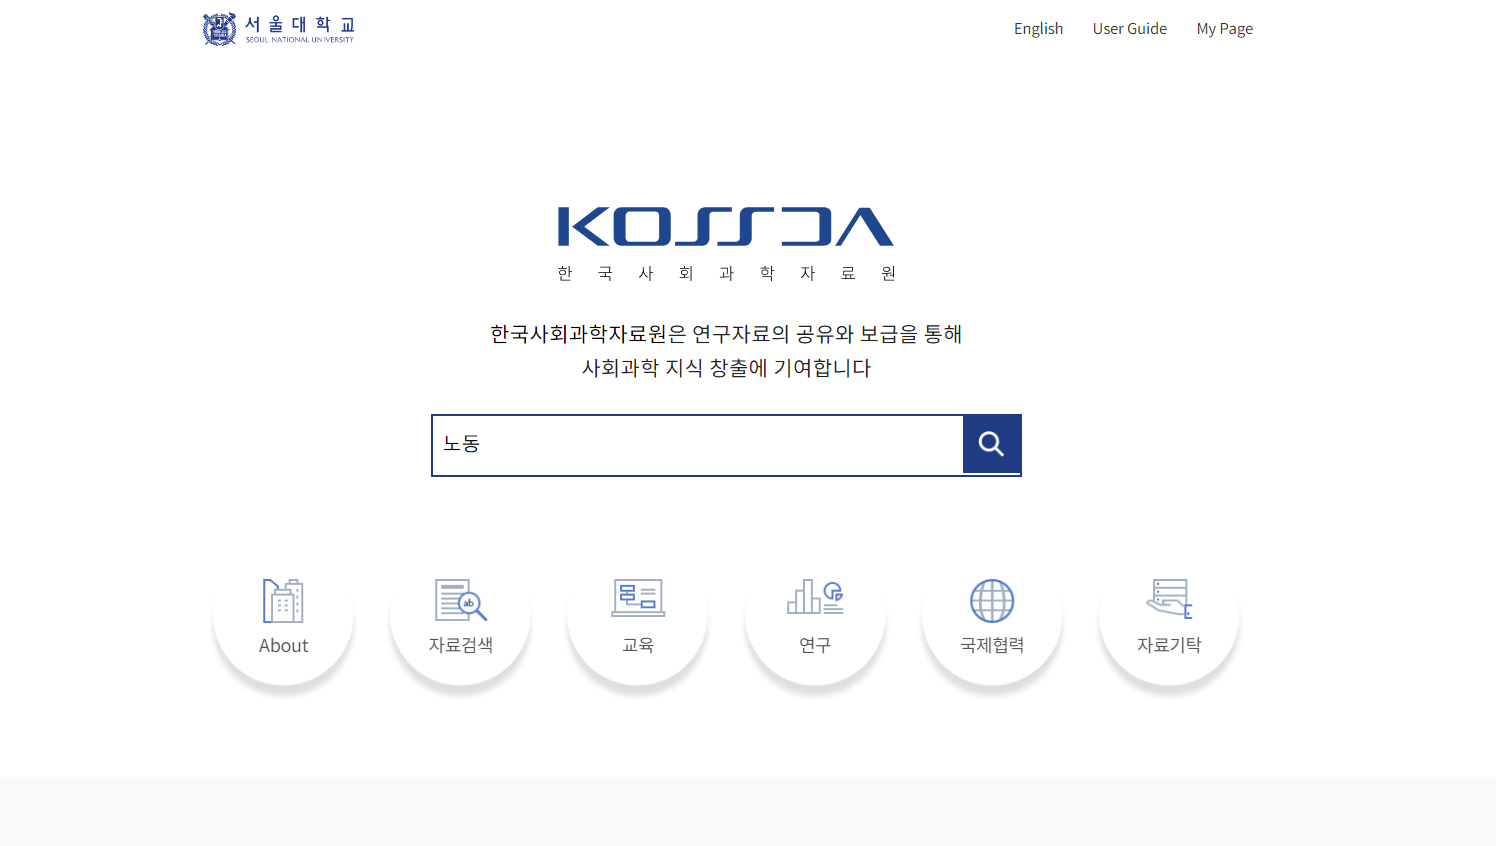 서울대학교
SEOUL NATIONAL UNIVERSITY
English User Guide My Page
KOSSDA
한국사회과학자료원
한국사회과학자료원은 연구자료의 공유와 보급을 통해
사회과학 지식 창출에 기여합니다
노동
ab
About 자료검색 교육 연구 국제협력 자료기탁